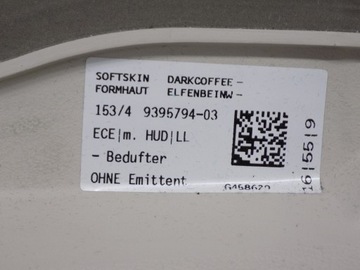 SOFTSKIN DARKCOFFEE-
FORMHAUT ELFENBEINW-
153/4 9395794-03
ECE|m. HUD|LL
- Bedufter
OHNE Emittent
16|55|9